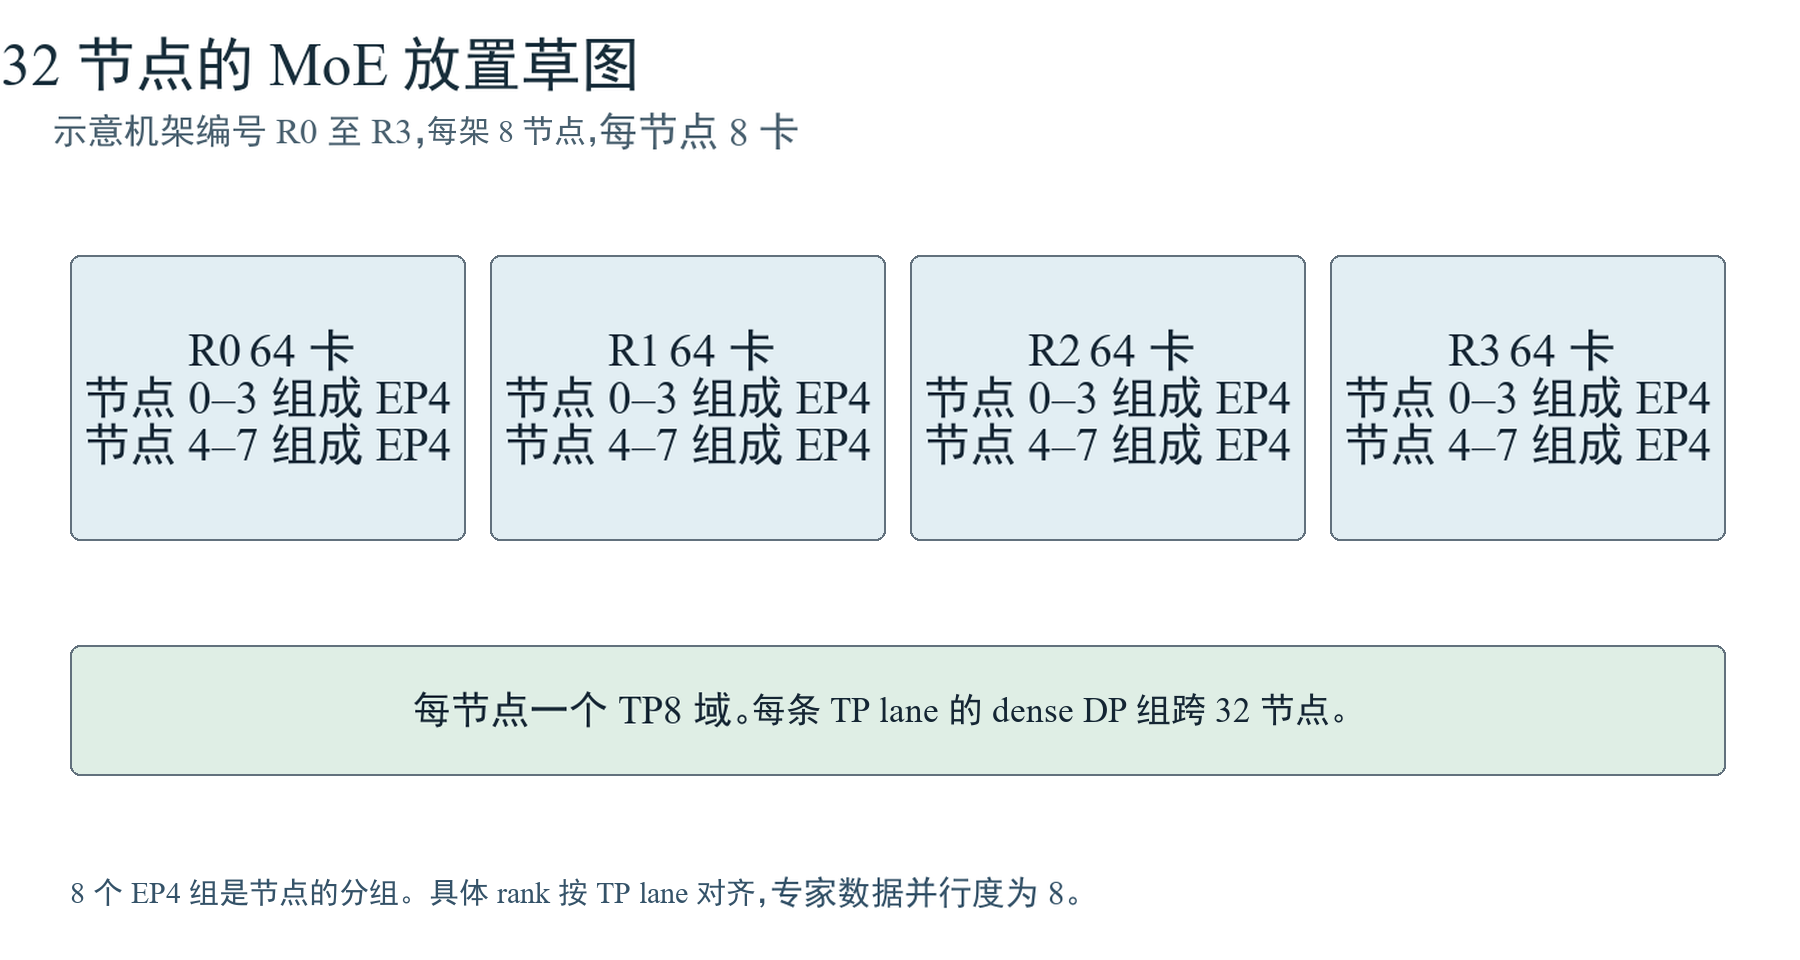 32 节点的 MoE 放置草图
示意机架编号 R0 至 R3,每架 8 节点,每节点 8 卡
R0 64 卡
节点 0–3 组成 EP4
节点 4–7 组成 EP4
R1 64 卡
节点 0–3 组成 EP4
节点 4–7 组成 EP4
R2 64 卡
节点 0–3 组成 EP4
节点 4–7 组成 EP4
R3 64 卡
节点 0–3 组成 EP4
节点 4–7 组成 EP4
每节点一个 TP8 域。每条 TP lane 的 dense DP 组跨 32 节点。
8 个 EP4 组是节点的分组。具体 rank 按 TP lane 对齐,专家数据并行度为 8。